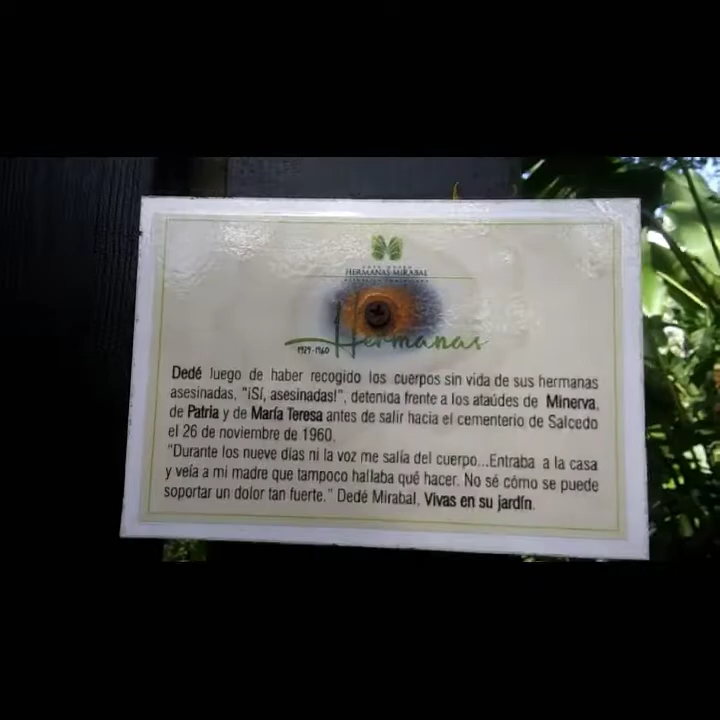 CASA MUSEO
HERMANAS MIRABAL
REPÚBLICA DOMINICANA
1929-1960 Hermanas
Dedé luego de haber recogido los cuerpos sin vida de sus hermanas
asesinadas, "¡SÍ, asesinadas!", detenida frente a los ataúdes de Minerva,
de Patria y de María Teresa antes de salir hacia el cementerio de Salcedo
el 26 de noviembre de 1960.
"Durante los nueve días ni la voz me salía del cuerpo...Entraba a la casa
y veía a mi madre que tampoco hallaba qué hacer. No sé cómo se puede
soportar un dolor tan fuerte." Dedé Mirabal, Vivas en su jardín.